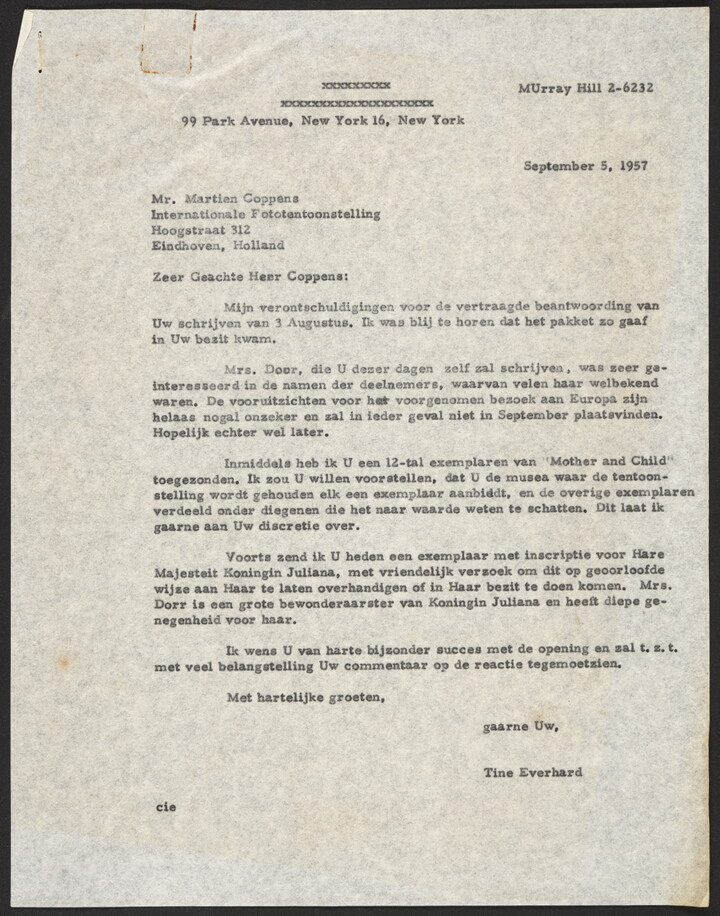 xxxxxxxxx
xxxxxxxxxxxxxxxxxxxx
MUrray Hill 2-6232
99 Park Avenue, New York 16, New York
September 5, 1957
Mr. Martien Coppens
Internationale Fototentoonstelling
Hoogstraat 312
Eindhoven, Holland
Zeer Geachte Heer Coppens:
Mijn verontschuldigingen voor de vertraagde beantwoording van
Uw schrijven van 3 Augustus. Ik was blij te horen dat het pakket zo gaaf
in Uw bezit kwam.
Mrs. Door, die U dezer dagen zelf zal schrijven, was zeer ge-
interesseerd in de namen der deelnemers, waarvan velen haar welbekend
waren. De vooruitzichten voor het voorgenomen bezoek aan Europa zijn
helaas nogal onzeker en zal in ieder geval niet in September plaatsvinden.
Hopelijk echter wel later.
Inmiddels heb ik U een 12-tal exemplaren van "Mother and Child"
toegezonden. Ik zou U willen voorstellen, dat U de musea waar de tentoon-
stelling wordt gehouden elk een exemplaar aanbiddt, en de overige exemplaren
verdeeld onder diegenen die het naar waarde weten te schatten. Dit laat ik
gaarne aan Uw discretie over.
Voorts zend ik U heden een exemplaar met inscriptie voor Hare
Majesteit Koningin Juliana, met vriendelijk verzoek om dit op geoorloofde
wijze aan Haar te laten overhandigen of in Haar bezit te doen komen. Mrs.
Dorr is een grote bewonderaarster van Koningin Juliana en heeft diepe ge-
negenheid voor haar.
Ik wens U van harte bijzonder succes met de opening en zal t. z. t.
met veel belangstelling Uw commentaar op de reactie tegemoetzien.
Met hartelijke groeten,
gaarne Uw,
Tine Everhard
cie